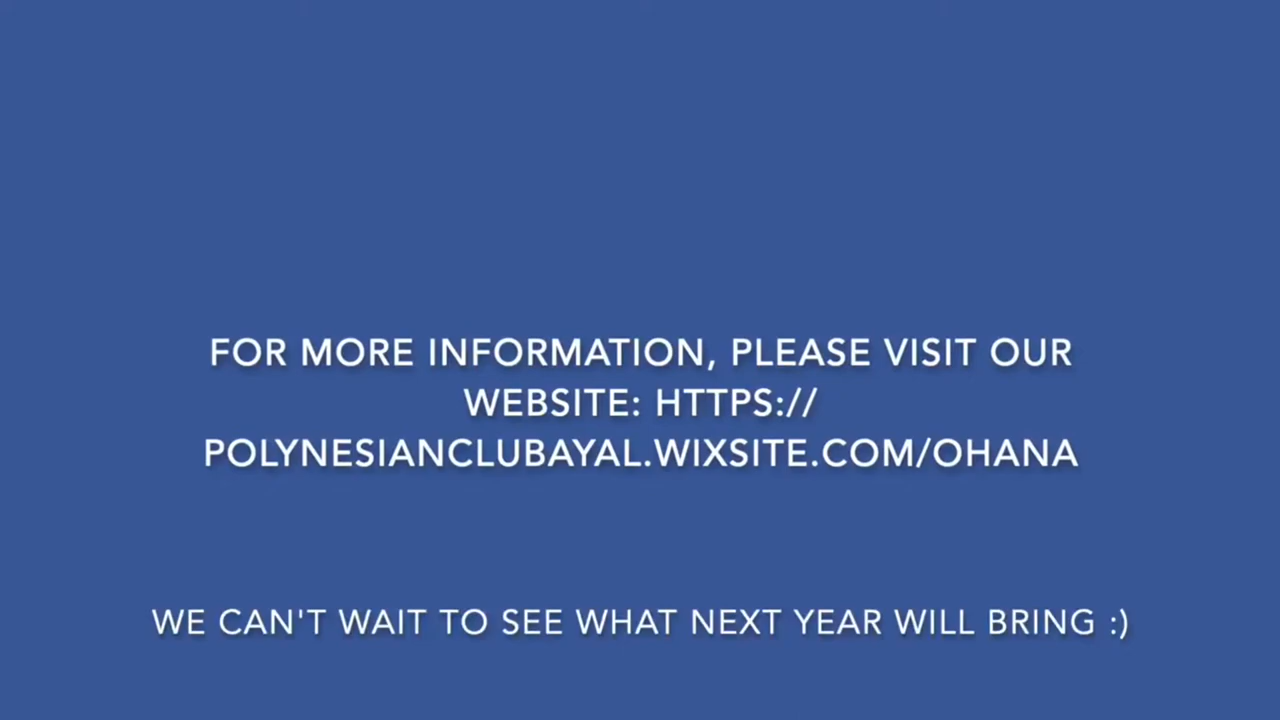 FOR MORE INFORMATION, PLEASE VISIT OUR
WEBSITE: HTTPS://
POLYNESIANCLUBAYAL.WIXSITE.COM/OHANA
WE CAN'T WAIT TO SEE WHAT NEXT YEAR WILL BRING :)